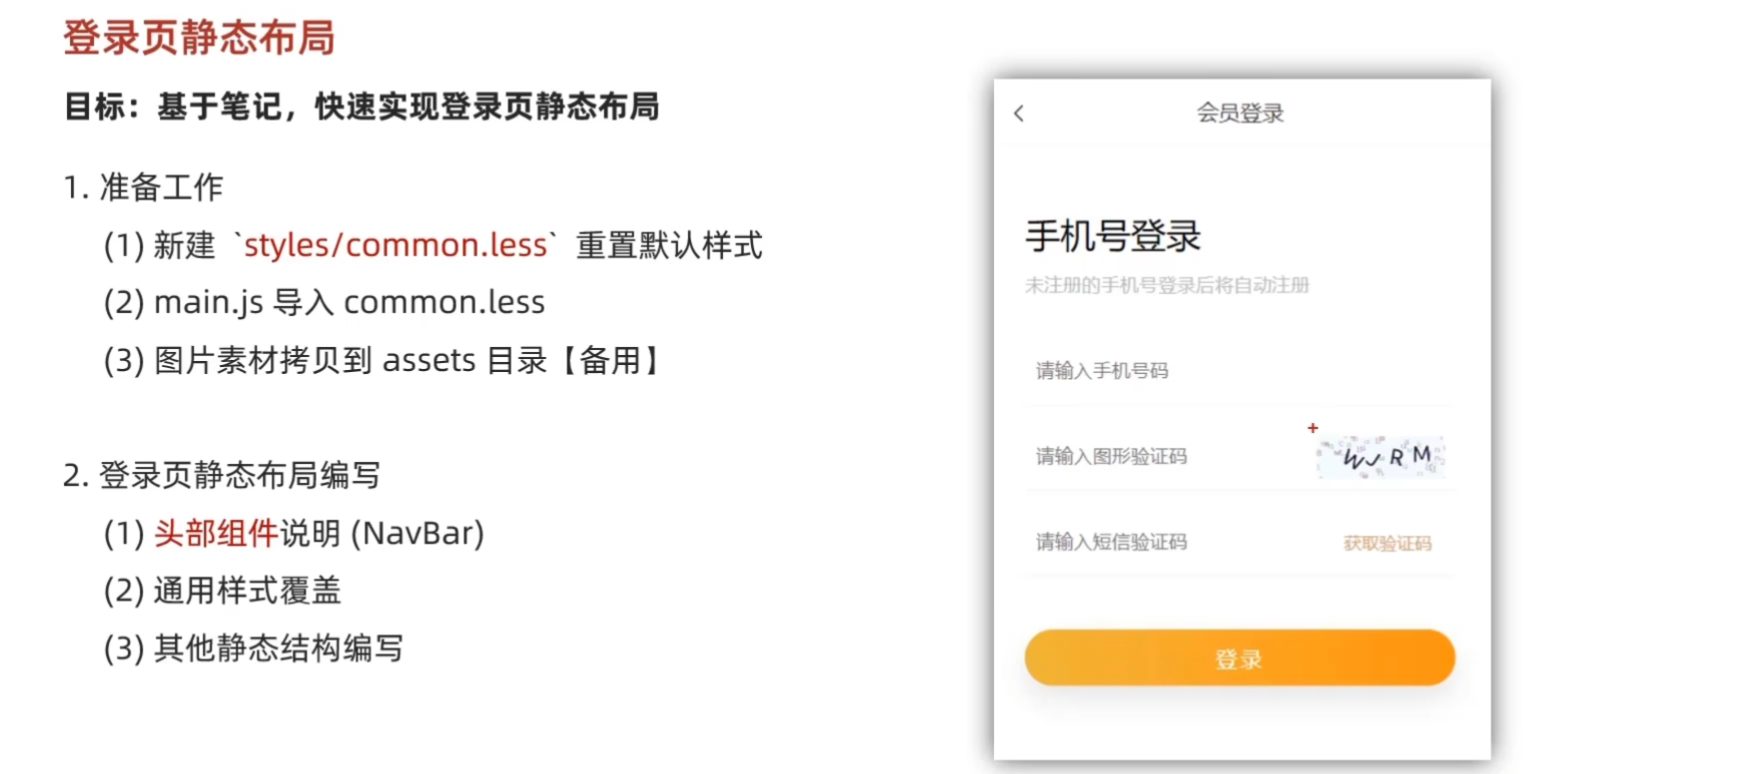 登录页静态布局
目标：基于笔记，快速实现登录页静态布局
1. 准备工作
(1) 新建 `styles/common.less` 重置默认样式
(2) main.js 导入 common.less
(3) 图片素材拷贝到 assets 目录【备用】
2. 登录页静态布局编写
(1) 头部组件说明 (NavBar)
(2) 通用样式覆盖
(3) 其他静态结构编写
会员登录
手机号登录
未注册的手机号登录后将自动注册
请输入手机号码
请输入图形验证码
WJRM
请输入短信验证码 获取验证码
登录